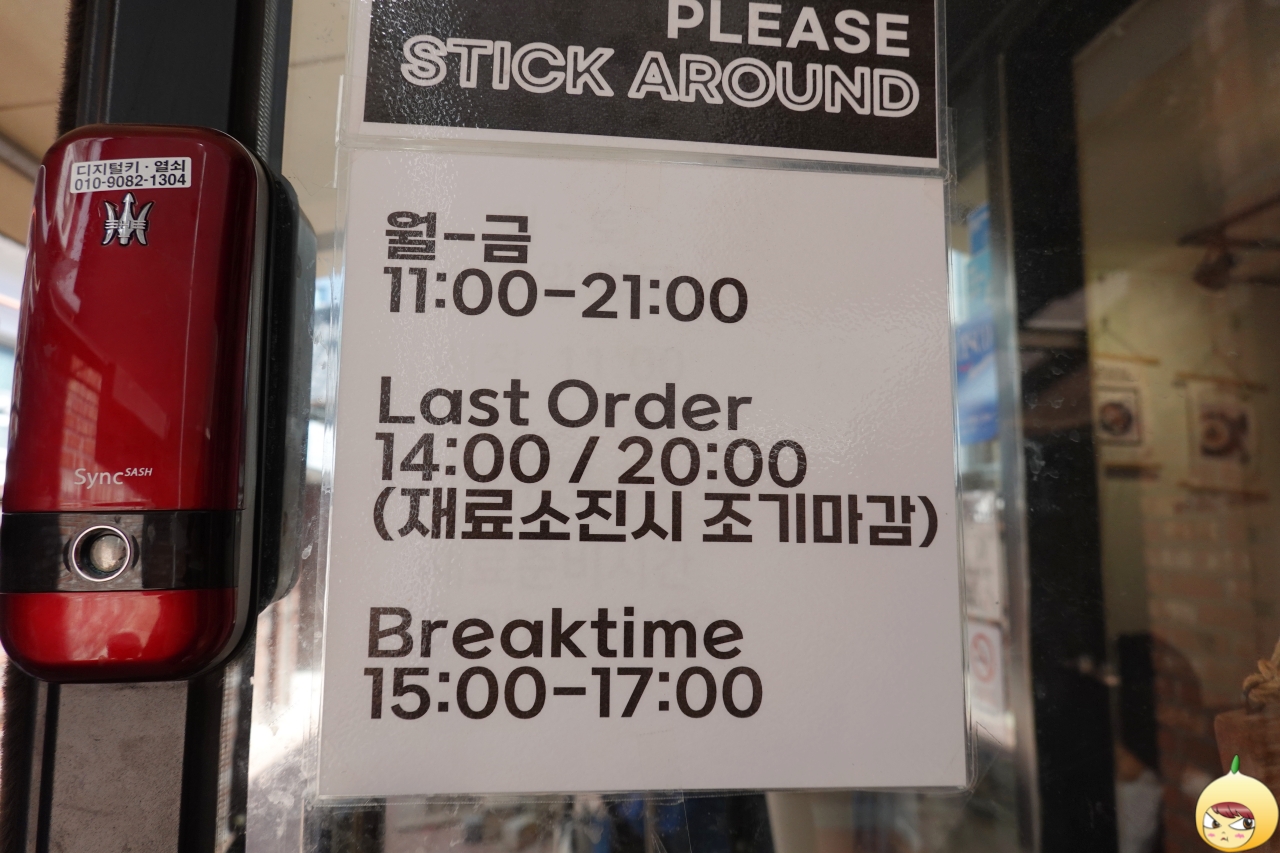 PLEASE
STICK AROUND
디지털키·열쇠
010-9082-1304
월-금
11:00-21:00
Last Order
14:00 / 20:00
(재료소진시 조기마감)
Breaktime
15:00-17:00
Sync SASH